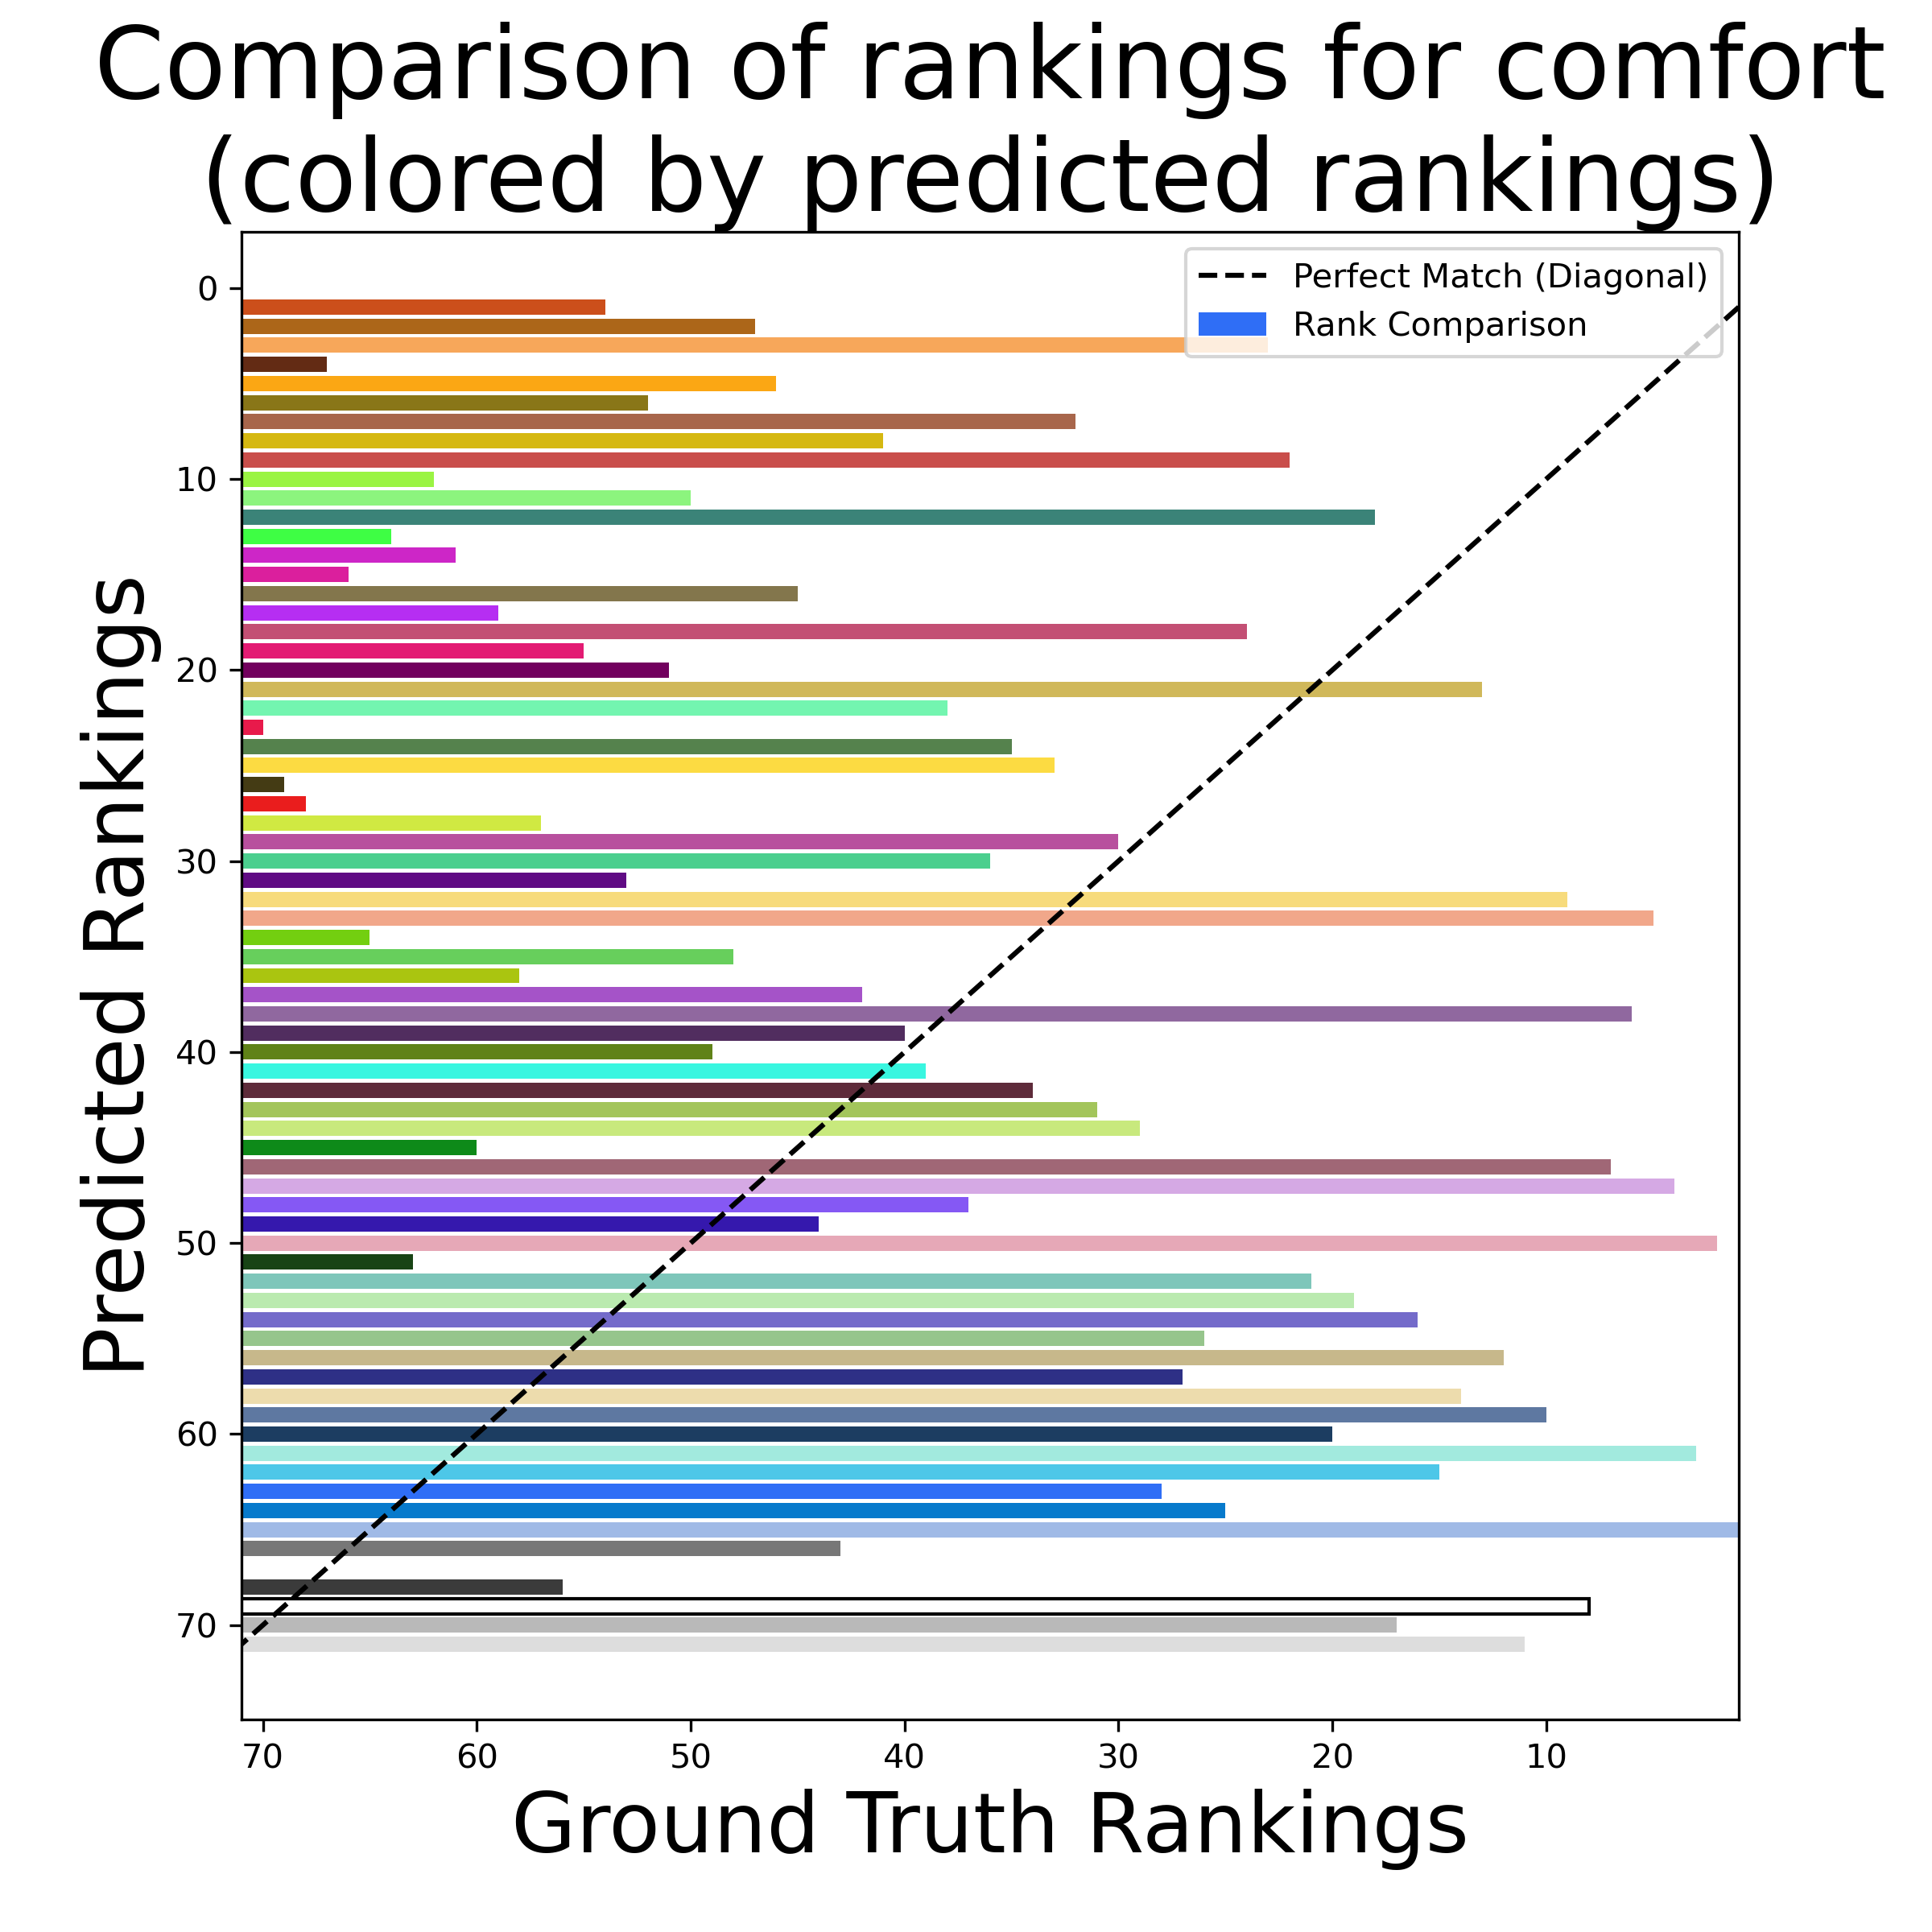 Comparison of rankings for comfort
(colored by predicted rankings)
Perfect Match (Diagonal)
Rank Comparison
Predicted Rankings
0
10
20
30
40
50
60
70
70
60
50
40
30
20
10
Ground Truth Rankings